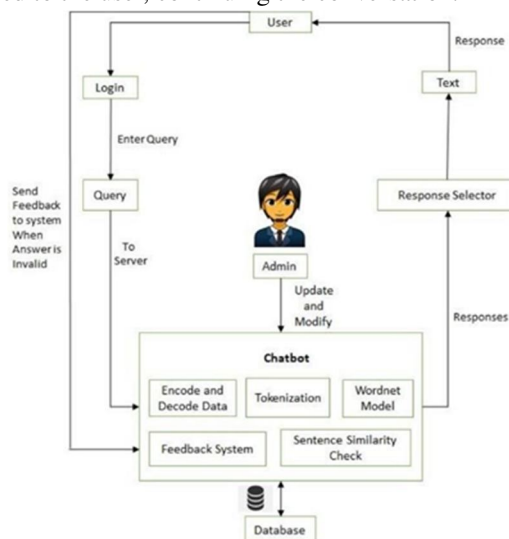 User
Response
Login
Text
Enter Query
Query
Response Selector
Send
Feedback
to system
When
Answer is
Invalid
To
Server
Admin
Update
and
Modify
Responses
Chatbot
Encode and
Decode Data
Tokenization
Wordnet
Model
Feedback System
Sentence Similarity
Check
Database